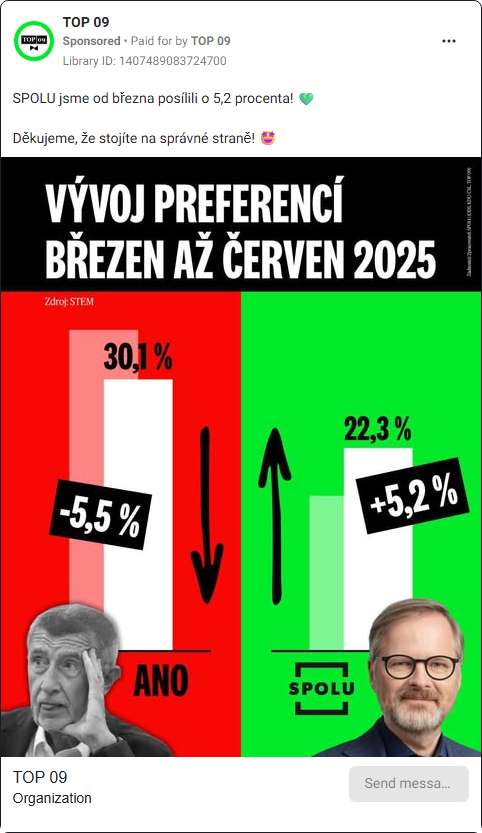 TOP 09
Sponsored • Paid for by TOP 09
Library ID: 1407489083724700
SPOLU jsme od března posílili o 5,2 procenta! 💚
Děkujeme, že stojíte na správné straně! 🤩
TOP 09
VÝVOJ PREFERENCÍ
BŘEZEN AŽ ČERVEN 2025
Zdroj: STEM
30,1 %
-5,5 %
ANO
22,3 %
+5,2 %
SPOLU
TOP 09
Organization
Send messa...